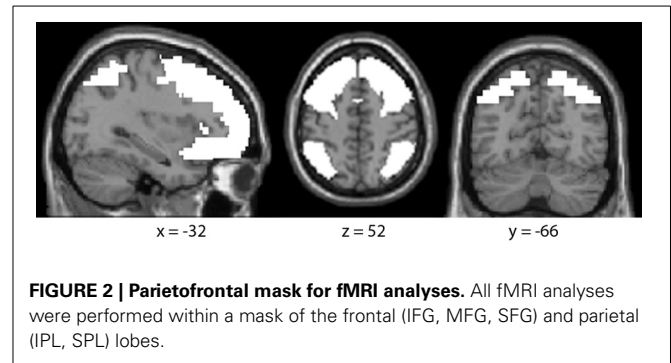 x = -32 z = 52 y = -66
FIGURE 2 | Parietofrontal mask for fMRI analyses. All fMRI analyses
were performed within a mask of the frontal (IFG, MFG, SFG) and parietal
(IPL, SPL) lobes.